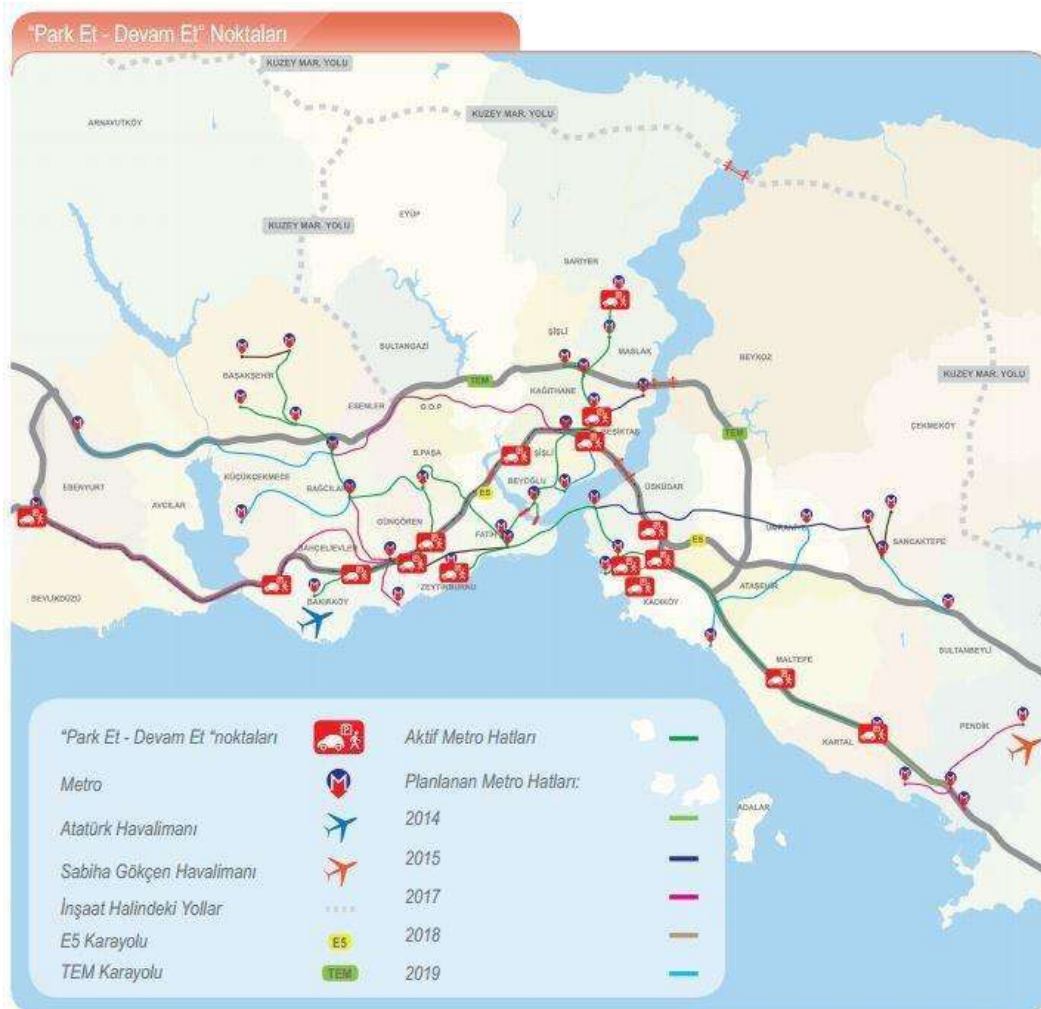 "Park Et - Devam Et" Noktaları
KUZEY MAR. YOLU
KUZEY MAR. YOLU
ARNAVUTKÖY
EYÜP
KUZEY MAR. YOLU
SARIYER
ŞİŞLİ
SULTANGAZİ
MASLAK
BEYKOZ
BAŞAKŞEHİR
KUZEY MAR. YOLU
TEM
KAĞITHANE
ESENLER
G.O.P
BEŞİKTAŞ
ÇEKMEKÖY
TEM
B.PAŞA
ŞİŞLİ
KÜÇÜKÇEKMECE
BEYOĞLU
ESENYURT
BAĞCILAR
E5
ÜSKÜDAR
AVCILAR
GÜNGÖREN
ÜMRANİYE
FATİH
E5
SANCAKTEPE
BAHÇELİEVLER
ATAŞEHİR
ZEYTİNBURNU
BEYLİKDÜZÜ
BAKIRKÖY
KADIKÖY
SULTANBEYLİ
MALTEPE
PENDİK
KARTAL
ADALAR
"Park Et - Devam Et "noktaları
P
Aktif Metro Hatları
Metro
M
Planlanan Metro Hatları:
Atatürk Havalimanı
2014
Sabiha Gökçen Havalimanı
2015
İnşaat Halindeki Yollar
2017
E5 Karayolu
E5
2018
TEM Karayolu
TEM
2019